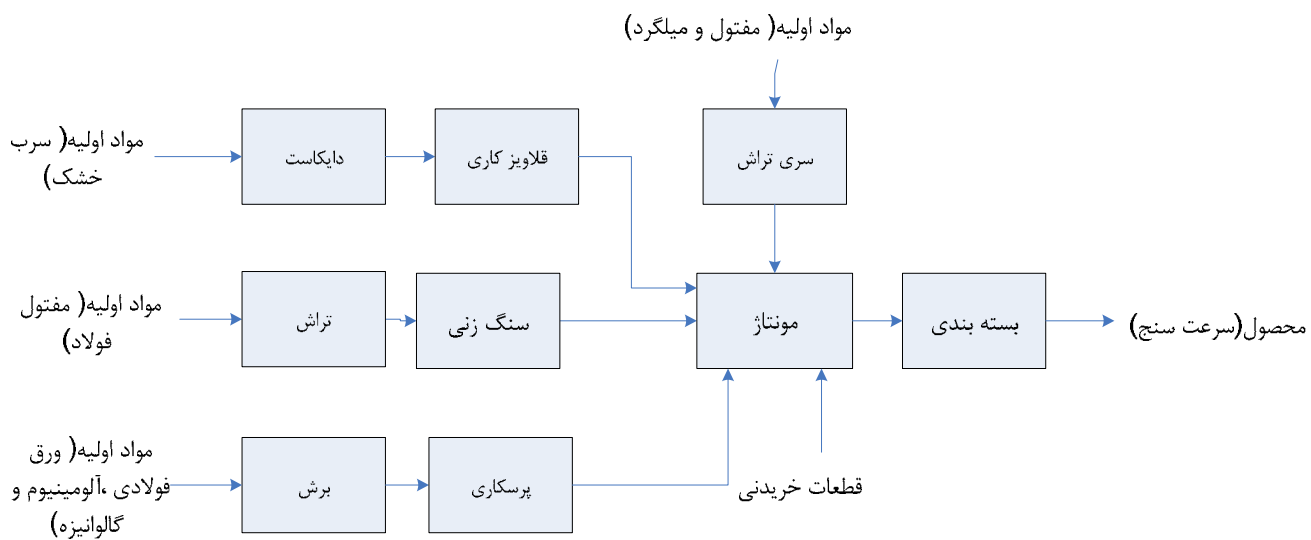 مواد اولیه( مفتول و میلگرد)
مواد اولیه( سرب
خشک)
دایکاست
قلاویز کاری
سری تراش
مواد اولیه( مفتول
فولاد)
تراش
سنگ زنی
مونتاژ
بسته بندی
محصول(سرعت سنج)
مواد اولیه( ورق
فولادی ،آلومینیوم و
گالوانیزه)
برش
پرسکاری
قطعات خریدنی